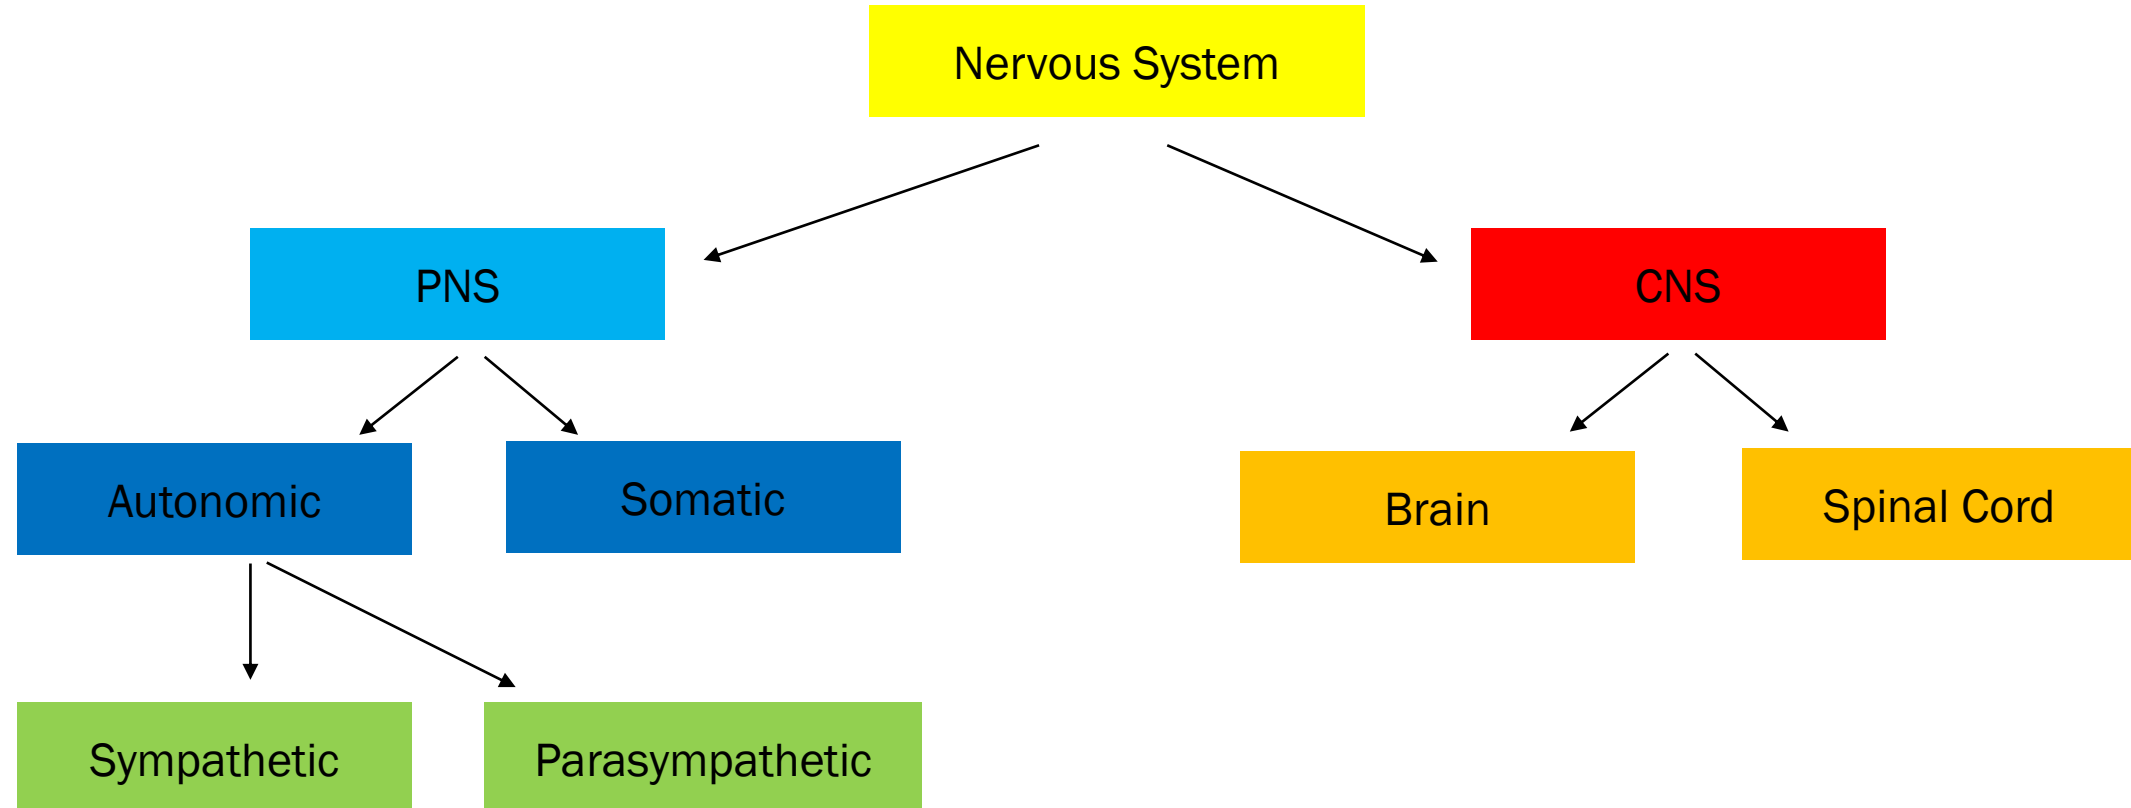 Nervous System
PNS
CNS
Autonomic
Somatic
Brain
Spinal Cord
Sympathetic
Parasympathetic